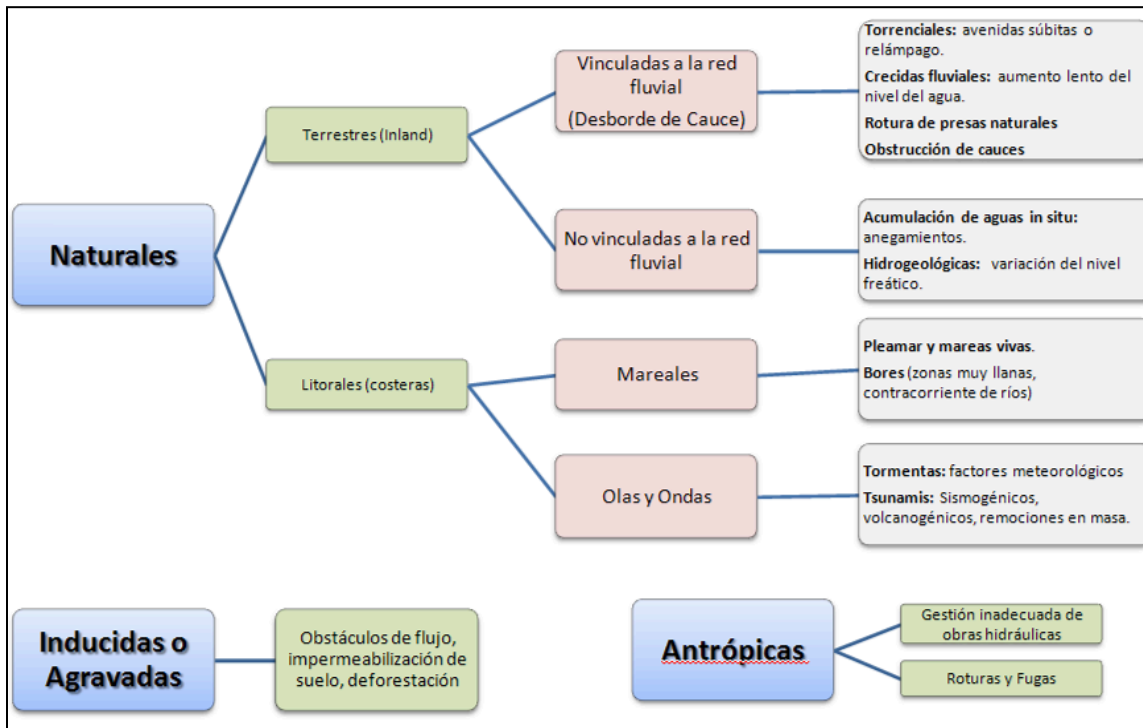 Naturales
Terrestres (Inland)
Vinculadas a la red
fluvial
(Desborde de Cauce)
Torrenciales: avenidas súbitas o
relámpago.
Crecidas fluviales: aumento lento del
nivel del agua.
Rotura de presas naturales
Obstrucción de cauces
No vinculadas a la red
fluvial
Acumulación de aguas in situ:
anegamientos.
Hidrogeológicas: variación del nivel
freático.
Litorales (costeras)
Mareales
Pleamar y mareas vivas.
Bores (zonas muy llanas,
contracorriente de ríos)
Olas y Ondas
Tormentas: factores meteorológicos
Tsunamis: Sismogénicos,
volcanogénicos, remociones en masa.
Inducidas o
Agravadas
Obstáculos de flujo,
impermeabilización de
suelo, deforestación
Antrópicas
Gestión inadecuada de
obras hidráulicas
Roturas y Fugas